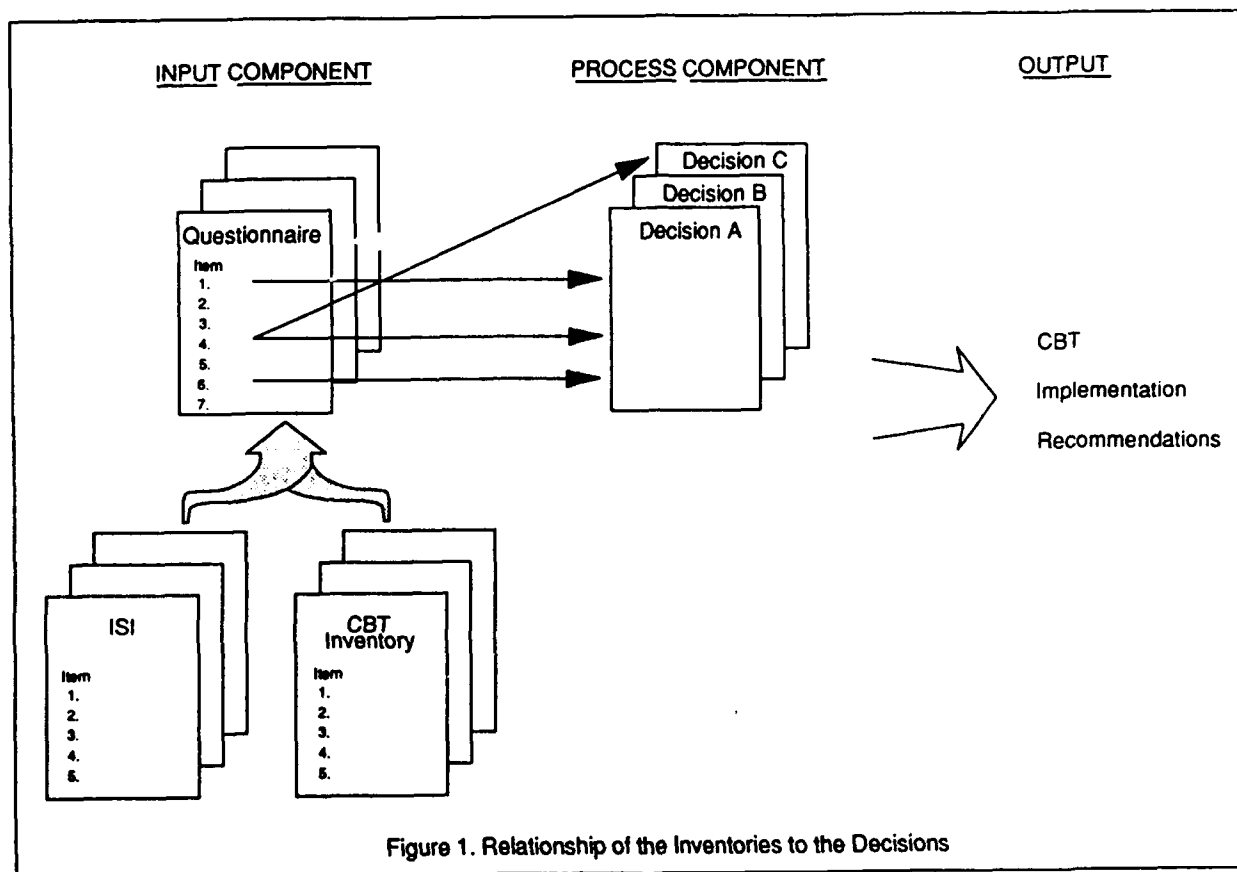 INPUT COMPONENT
PROCESS COMPONENT
OUTPUT
Questionnaire
Item
1.
2.
3.
4.
5.
6.
7.
Decision C
Decision B
Decision A
CBT
Implementation
Recommendations
ISI
Item
1.
2.
3.
4.
5.
CBT
Inventory
Item
1.
2.
3.
4.
5.
Figure 1. Relationship of the Inventories to the Decisions